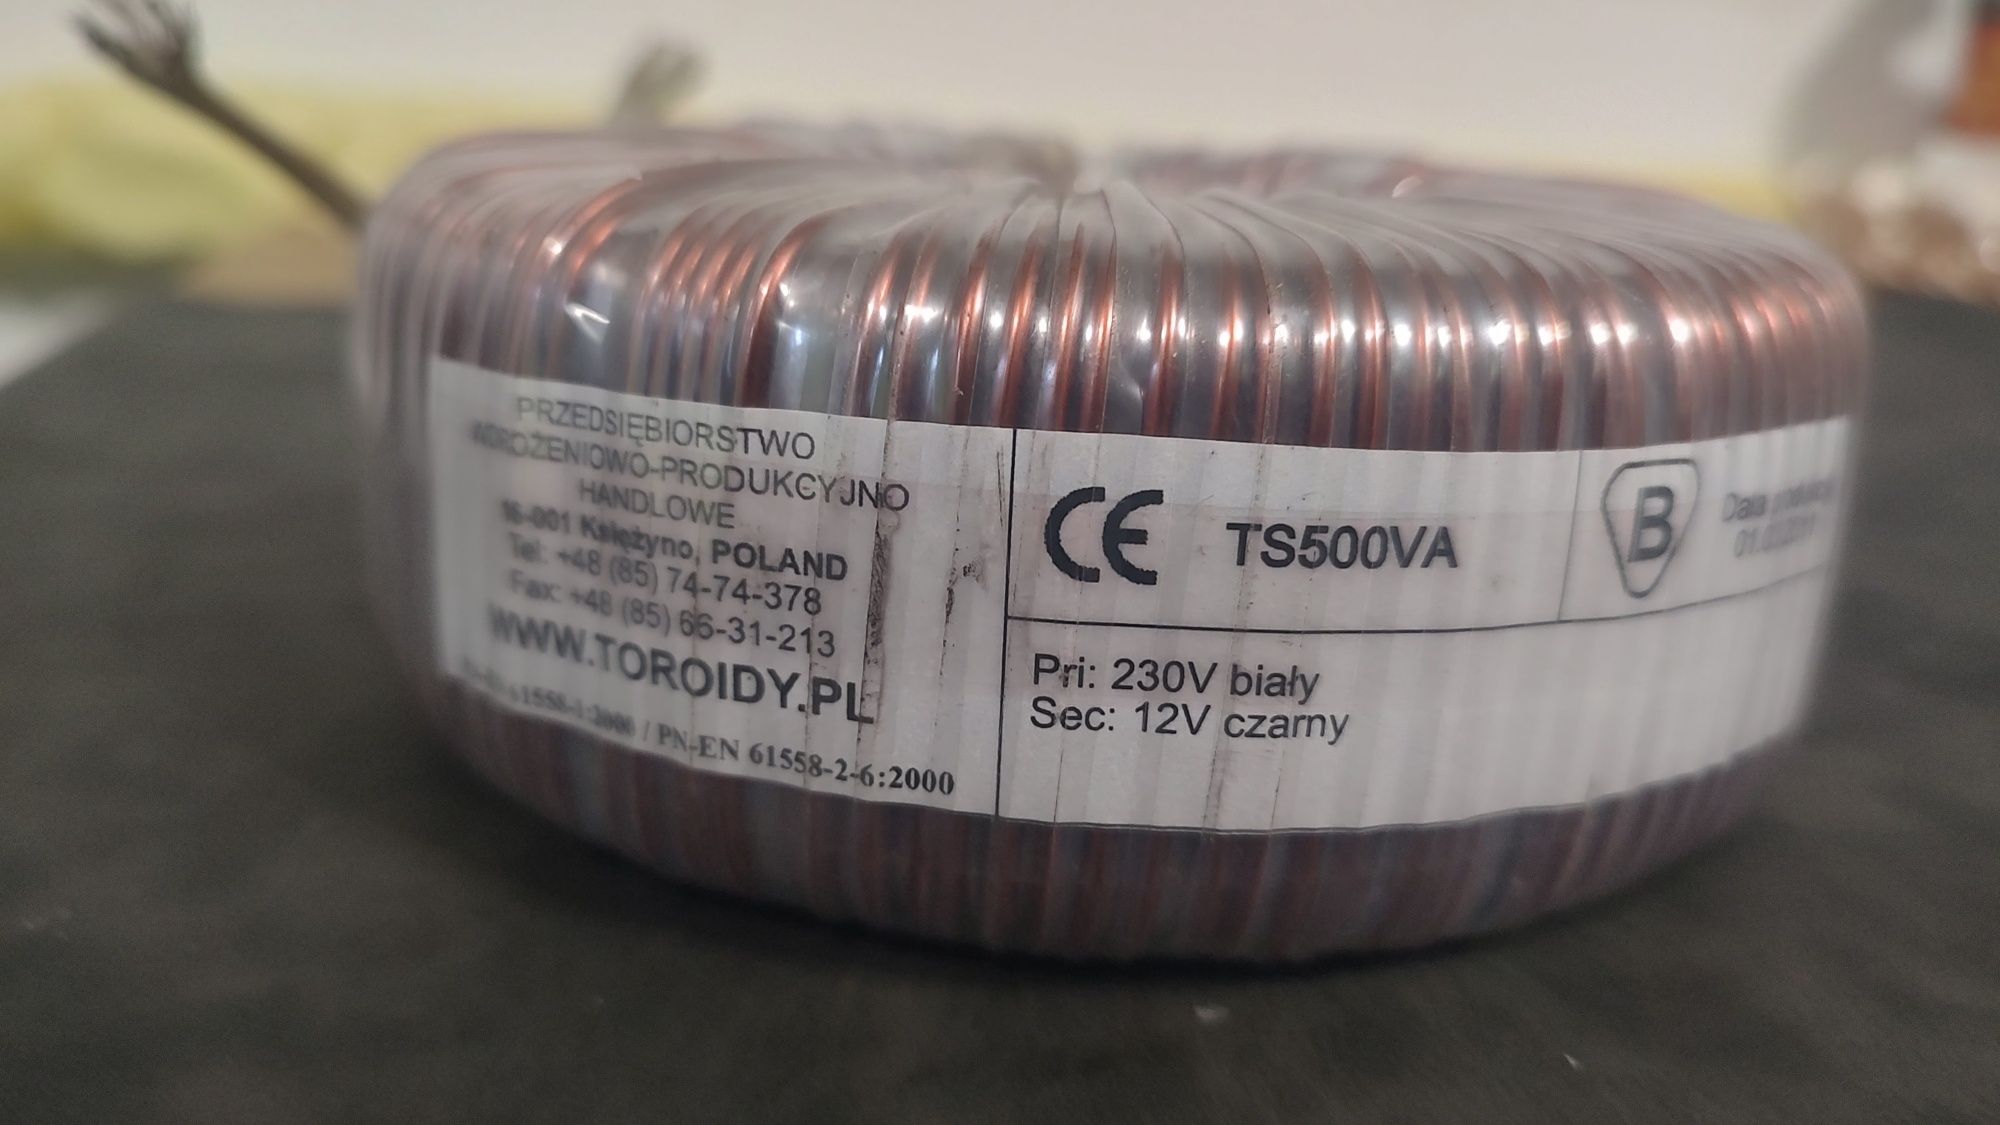 PRZEDSIĘBIORSTWO
WDROŻENIOWO-PRODUKCYJNO
HANDLOWE
16-001 Księżyno, POLAND
Tel: +48 (85) 74-74-378
Fax: +48 (85) 66-31-213
WWW.TOROIDY.PL
61558-1:2000 / PN-EN 61558-2-6:2000
CE TS500VA
B
Data produkcji
Pri: 230V biały
Sec: 12V czarny